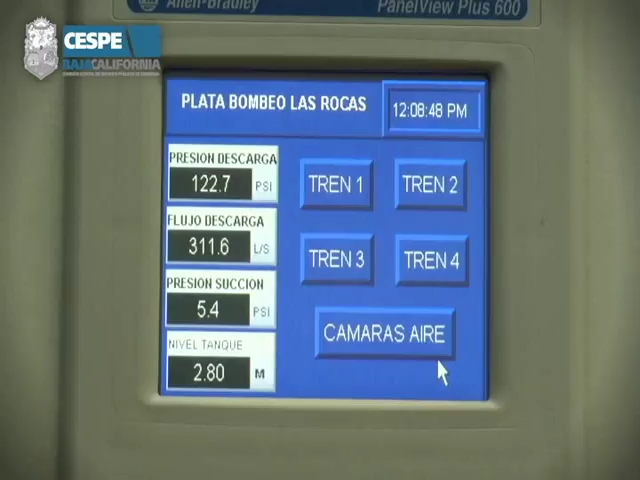 Allen-Bradley
PanelView Plus 600
CESPE
BAJACALIFORNIA
PLATA BOMBEO LAS ROCAS
12:08:48 PM
PRESION DESCARGA
122.7 PSI
FLUJO DESCARGA
311.6 L/S
PRESION SUCCION
5.4 PSI
NIVEL TANQUE
2.80 M
TREN 1
TREN 2
TREN 3
TREN 4
CAMARAS AIRE